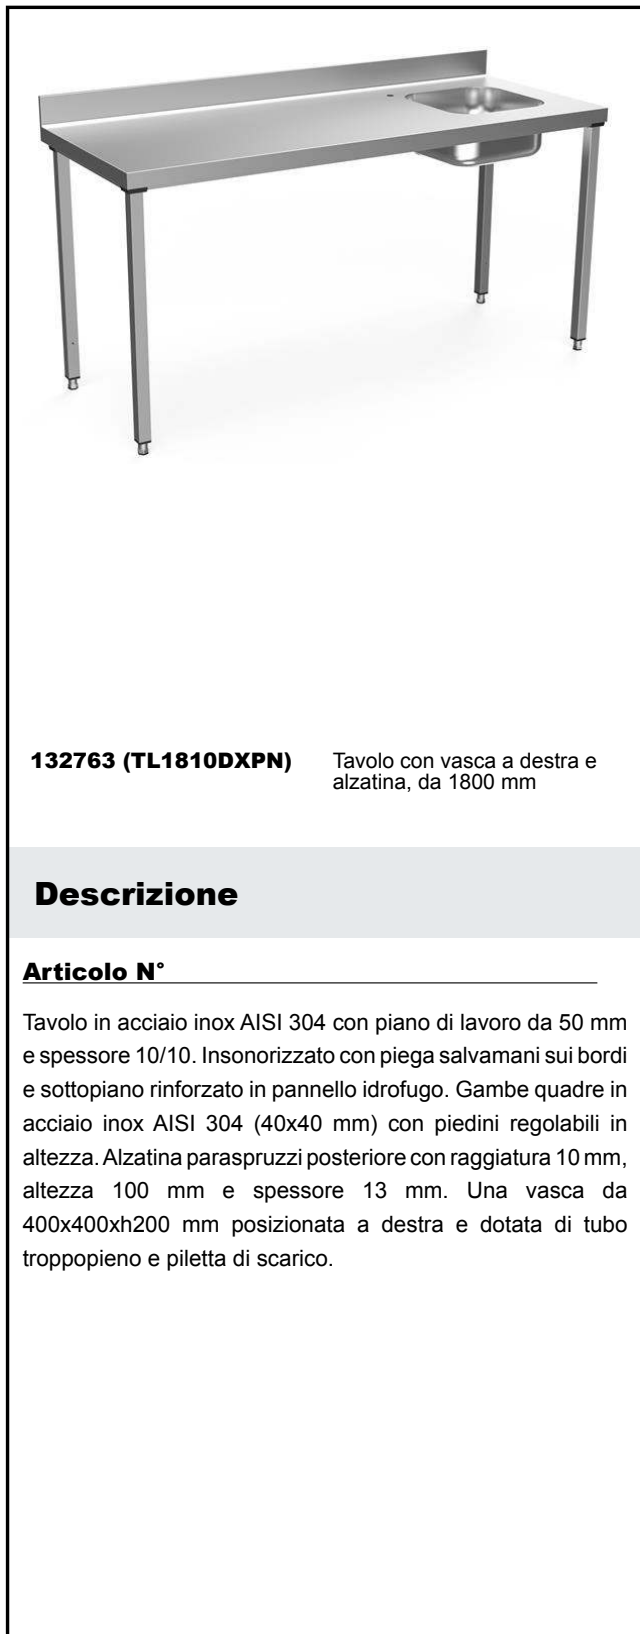 132763 (TL1810DXPN)
Tavolo con vasca a destra e
alzatina, da 1800 mm
Descrizione
Articolo N°
Tavolo in acciaio inox AISI 304 con piano di lavoro da 50 mm
e spessore 10/10. Insonorizzato con piega salvamani sui bordi
e sottopiano rinforzato in pannello idrofugo. Gambe quadre in
acciaio inox AISI 304 (40x40 mm) con piedini regolabili in
altezza. Alzatina paraspruzzi posteriore con raggiatura 10 mm,
altezza 100 mm e spessore 13 mm. Una vasca da
400x400xh200 mm posizionata a destra e dotata di tubo
troppopieno e piletta di scarico.